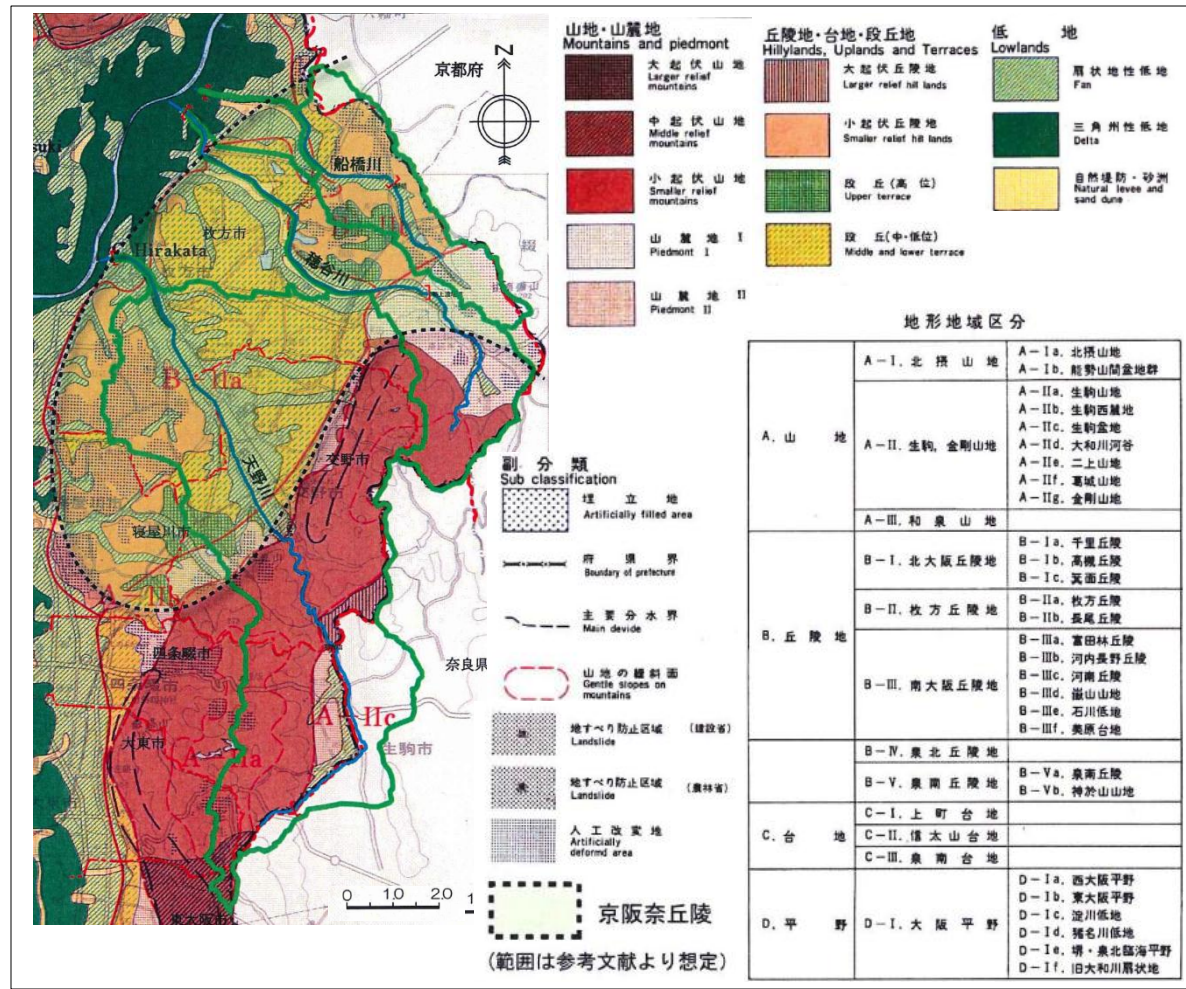 京都府
N
suki
船橋川
枚方市
Hirakata
枚方市
穂谷川
B-IIa
天野川
交野市
寝屋川市
A
IIb
四条畷市
四条畷市
大東市
A-IIa
A-IIc
生駒市
奈良県
東大阪市
0 1.0 2.0
山地・山麓地
Mountains and piedmont
大起伏山地
Larger relief mountains
中起伏山地
Middle relief mountains
小起伏山地
Smaller relief mountains
山麓地 I
Piedmont I
山麓地 II
Piedmont II
丘陵地・台地・段丘地
Hillylands, Uplands and Terraces
大起伏丘陵地
Larger relief hill lands
小起伏丘陵地
Smaller relief hill lands
段丘(高位)
Upper terrace
段丘(中・低位)
Middle and lower terrace
低地
Lowlands
扇状地性低地
Fan
三角州性低地
Delta
自然堤防・砂洲
Natural levee and sand dune
副分類
Sub classification
埋立地
Artificially filled area
府県界
Boundary of prefecture
主要分水界
Main devide
山地の緩斜面
Gentle slopes on mountains
地すべり防止区域 (建設省)
Landslide
地すべり防止区域 (農林省)
Landslide
人工改変地
Artificially deformd area
京阪奈丘陵
(範囲は参考文献より想定)
地形地域区分
A. 山地
A-I. 北摂山地
A-Ia. 北摂山地
A-Ib. 能勢山間盆地群
A-II. 生駒, 金剛山地
A-IIa. 生駒山地
A-IIb. 生駒西麓地
A-IIc. 生駒盆地
A-IId. 大和川河谷
A-IIe. 二上山地
A-IIf. 葛城山地
A-IIg. 金剛山地
A-III. 和泉山地
B. 丘陵地
B-I. 北大阪丘陵地
B-Ia. 千里丘陵
B-Ib. 高槻丘陵
B-Ic. 箕面丘陵
B-II. 枚方丘陵地
B-IIa. 枚方丘陵
B-IIb. 長尾丘陵
B-III. 南大阪丘陵地
B-IIIa. 富田林丘陵
B-IIIb. 河内長野丘陵
B-IIIc. 河南丘陵
B-IIId. 嶽山山地
B-IIIe. 石川低地
B-IIIf. 美原台地
B-IV. 泉北丘陵地
B-V. 泉南丘陵地
B-Va. 泉南丘陵
B-Vb. 神於山山地
C. 台地
C-I. 上町台地
C-II. 信太山台地
C-III. 泉南台地
D. 平野
D-I. 大阪平野
D-Ia. 西大阪平野
D-Ib. 東大阪平野
D-Ic. 淀川低地
D-Id. 猪名川低地
D-Ie. 堺・泉北臨海平野
D-If. 旧大和川扇状地